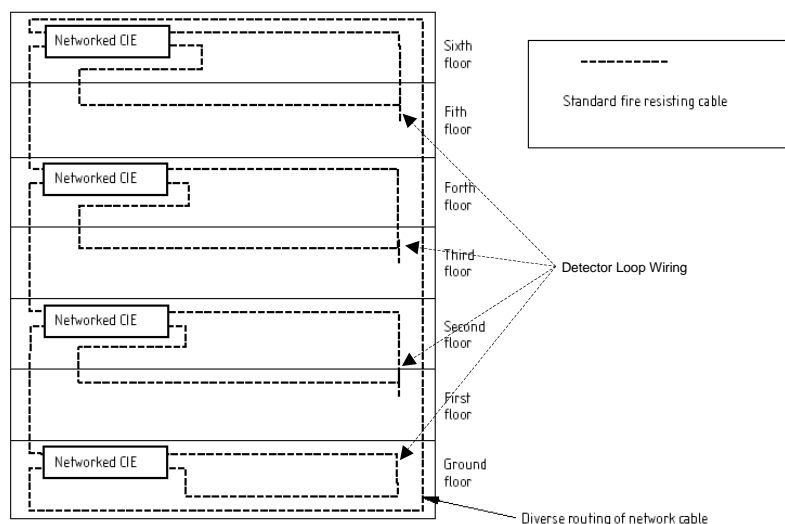 Networked CIE
Sixth
floor
Fith
floor
Standard fire resisting cable
Networked CIE
Forth
floor
Third
floor
Detector Loop Wiring
Networked CIE
Second
floor
First
floor
Networked CIE
Ground
floor
Diverse routing of network cable